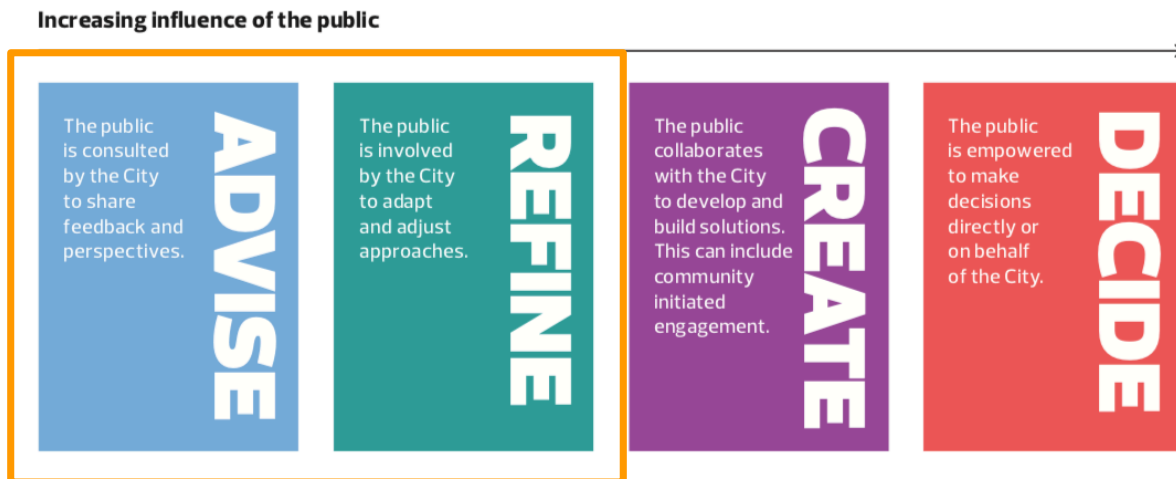 Increasing influence of the public
The public
is consulted
by the City
to share
feedback and
perspectives.
ADVISE
The public
is involved
by the City
to adapt
and adjust
approaches.
REFINE
The public
collaborates
with the City
to develop and
build solutions.
This can include
community
initiated
engagement.
CREATE
The public
is empowered
to make
decisions
directly or
on behalf
of the City.
DECIDE